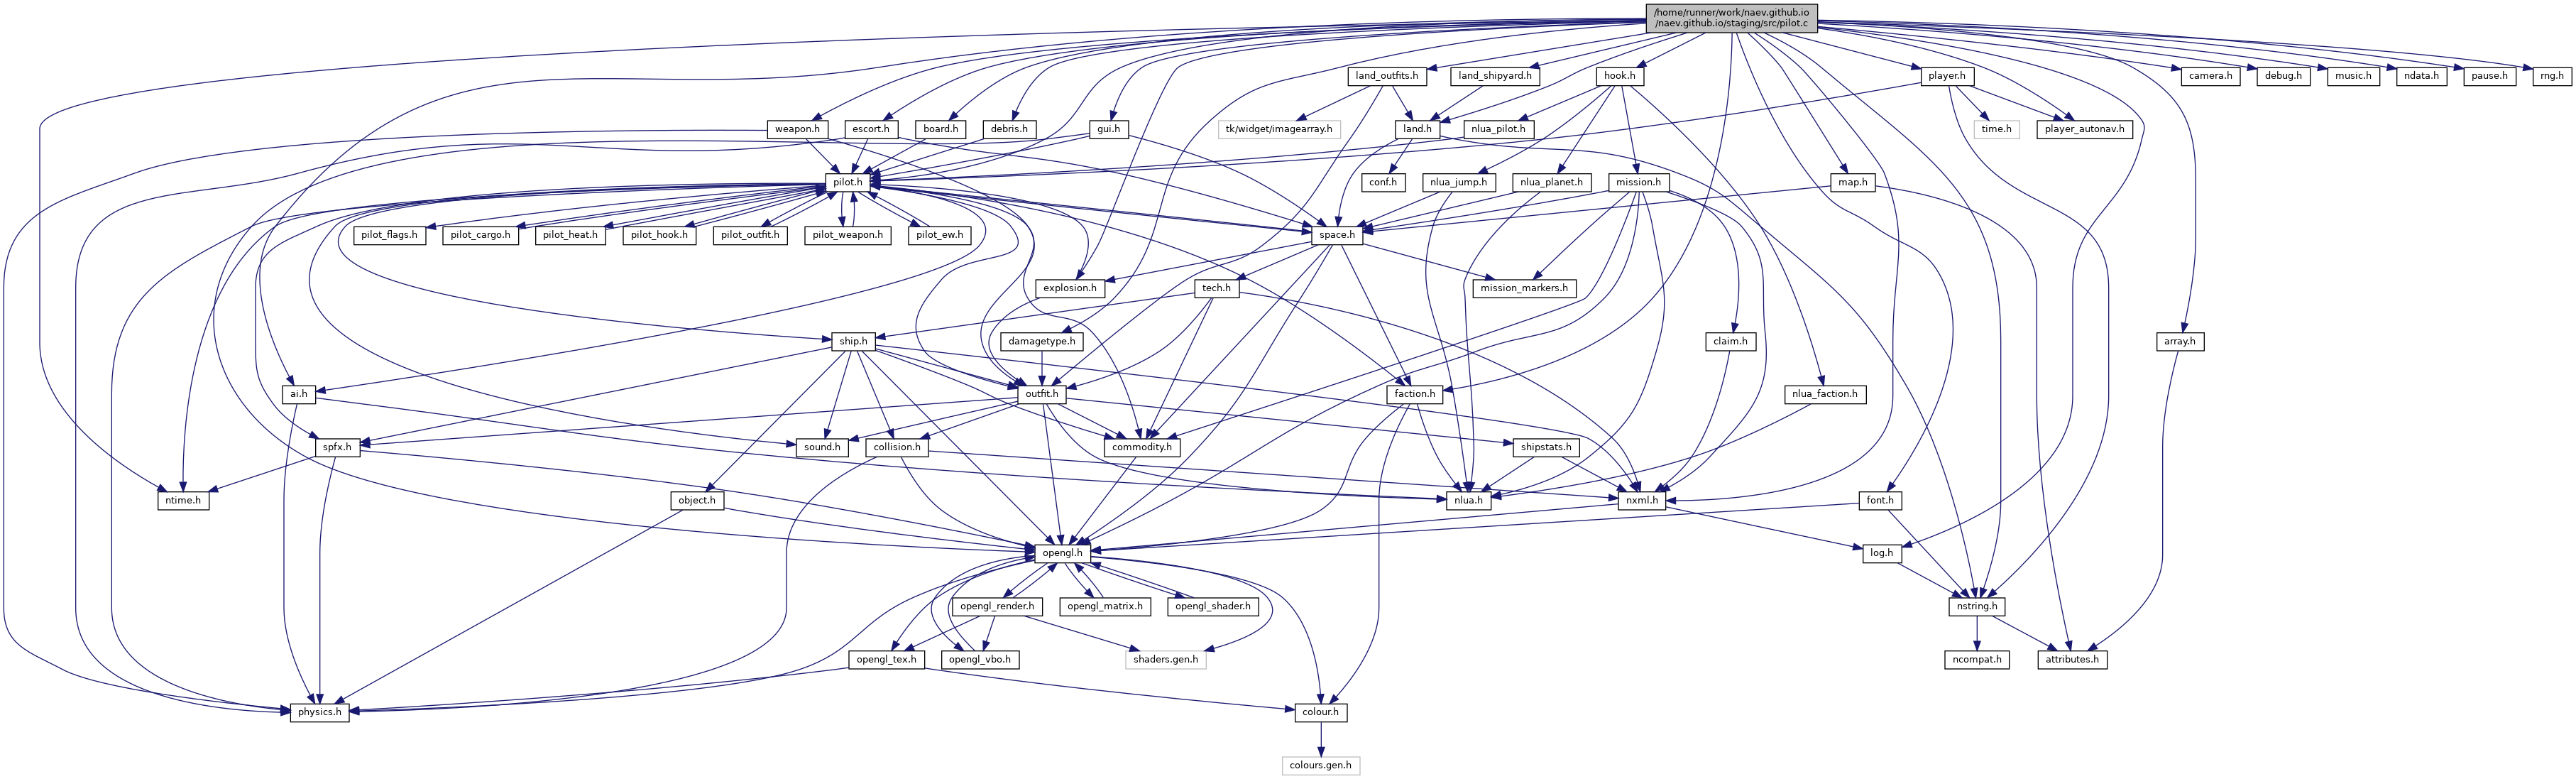 /home/runner/work/naev.github.io
/naev.github.io/staging/src/pilot.c
land_outfits.h
land_shipyard.h
hook.h
player.h
camera.h
debug.h
music.h
ndata.h
pause.h
rng.h
weapon.h
escort.h
board.h
debris.h
gui.h
tk/widget/imagearray.h
land.h
nlua_pilot.h
time.h
player_autonav.h
pilot.h
conf.h
nlua_jump.h
nlua_planet.h
mission.h
map.h
pilot_flags.h
pilot_cargo.h
pilot_heat.h
pilot_hook.h
pilot_outfit.h
pilot_weapon.h
pilot_ew.h
space.h
explosion.h
tech.h
mission_markers.h
ship.h
damagetype.h
claim.h
array.h
ai.h
outfit.h
faction.h
nlua_faction.h
spfx.h
sound.h
collision.h
commodity.h
shipstats.h
ntime.h
object.h
nlua.h
nxml.h
font.h
opengl.h
log.h
opengl_render.h
opengl_matrix.h
opengl_shader.h
nstring.h
opengl_tex.h
opengl_vbo.h
shaders.gen.h
ncompat.h
attributes.h
physics.h
colour.h
colours.gen.h